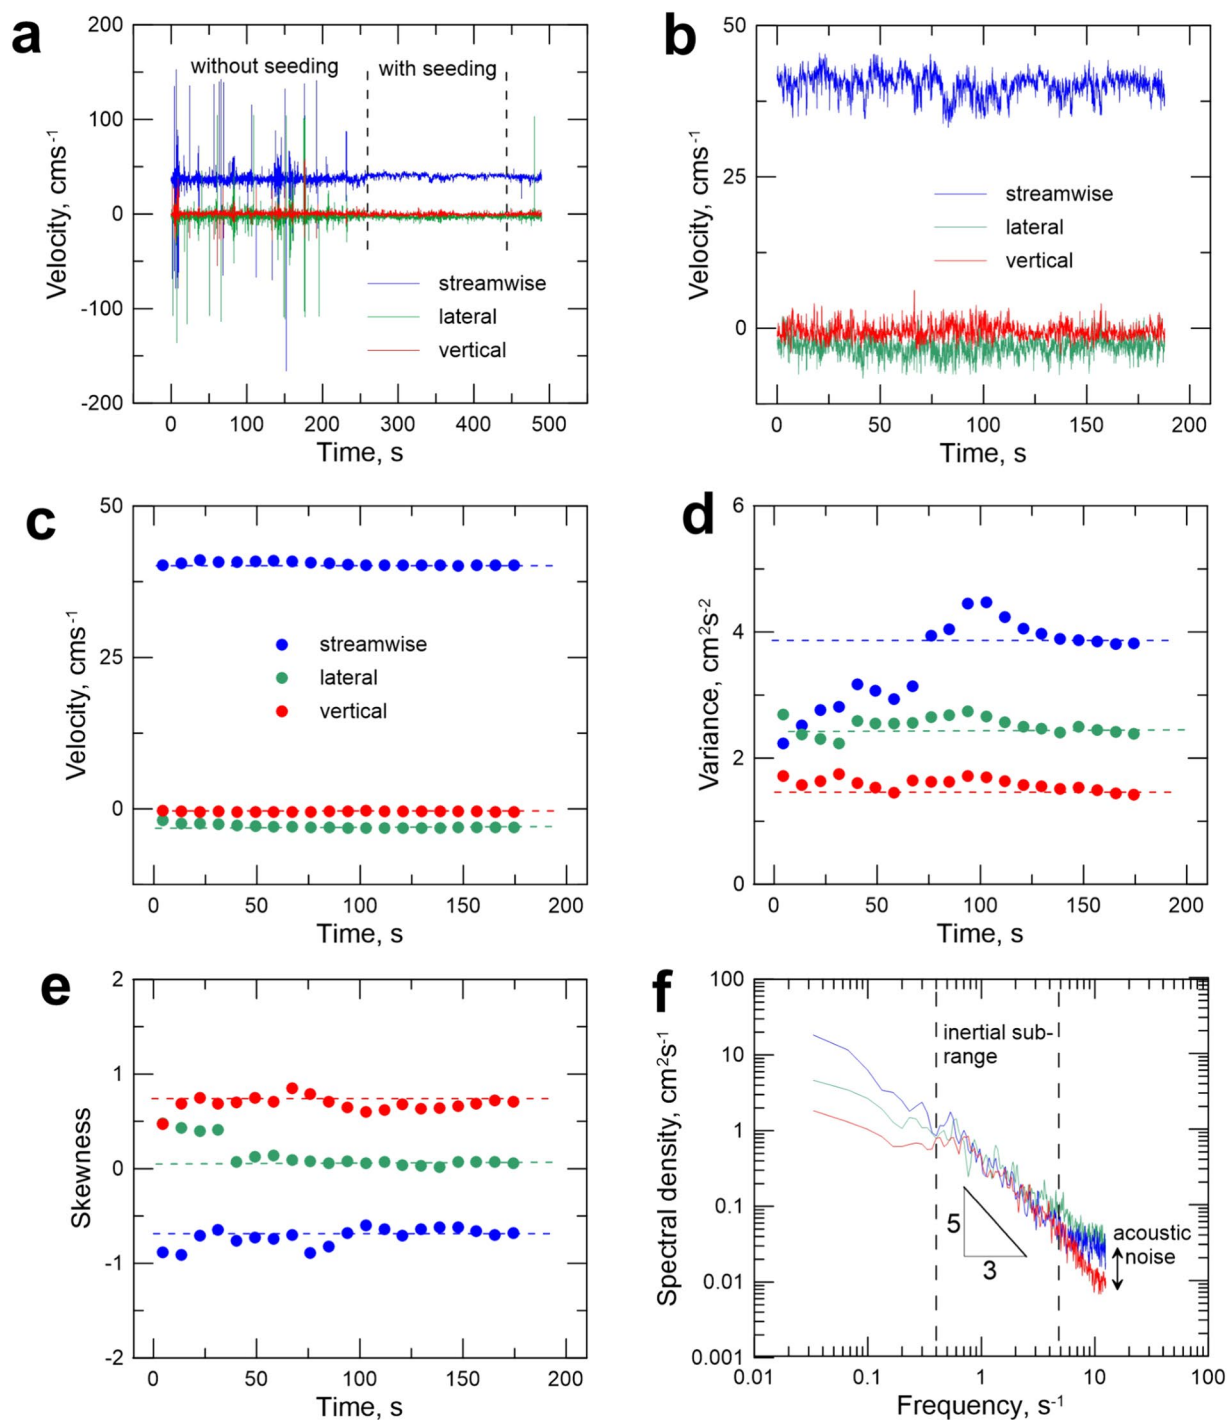 a
200
100
0
-100
-200
Velocity, cms⁻¹
without seeding
with seeding
streamwise
lateral
vertical
0 100 200 300 400 500
Time, s
b
50
25
0
Velocity, cms⁻¹
streamwise
lateral
vertical
0 50 100 150 200
Time, s
c
50
25
0
Velocity, cms⁻¹
streamwise
lateral
vertical
0 50 100 150 200
Time, s
d
6
4
2
0
Variance, cm²s⁻²
0 50 100 150 200
Time, s
e
2
1
0
-1
-2
Skewness
0 50 100 150 200
Time, s
f
100
10
1
0.1
0.01
0.001
Spectral density, cm²s⁻¹
inertial sub-
range
5
3
acoustic
noise
0.01 0.1 1 10 100
Frequency, s⁻¹